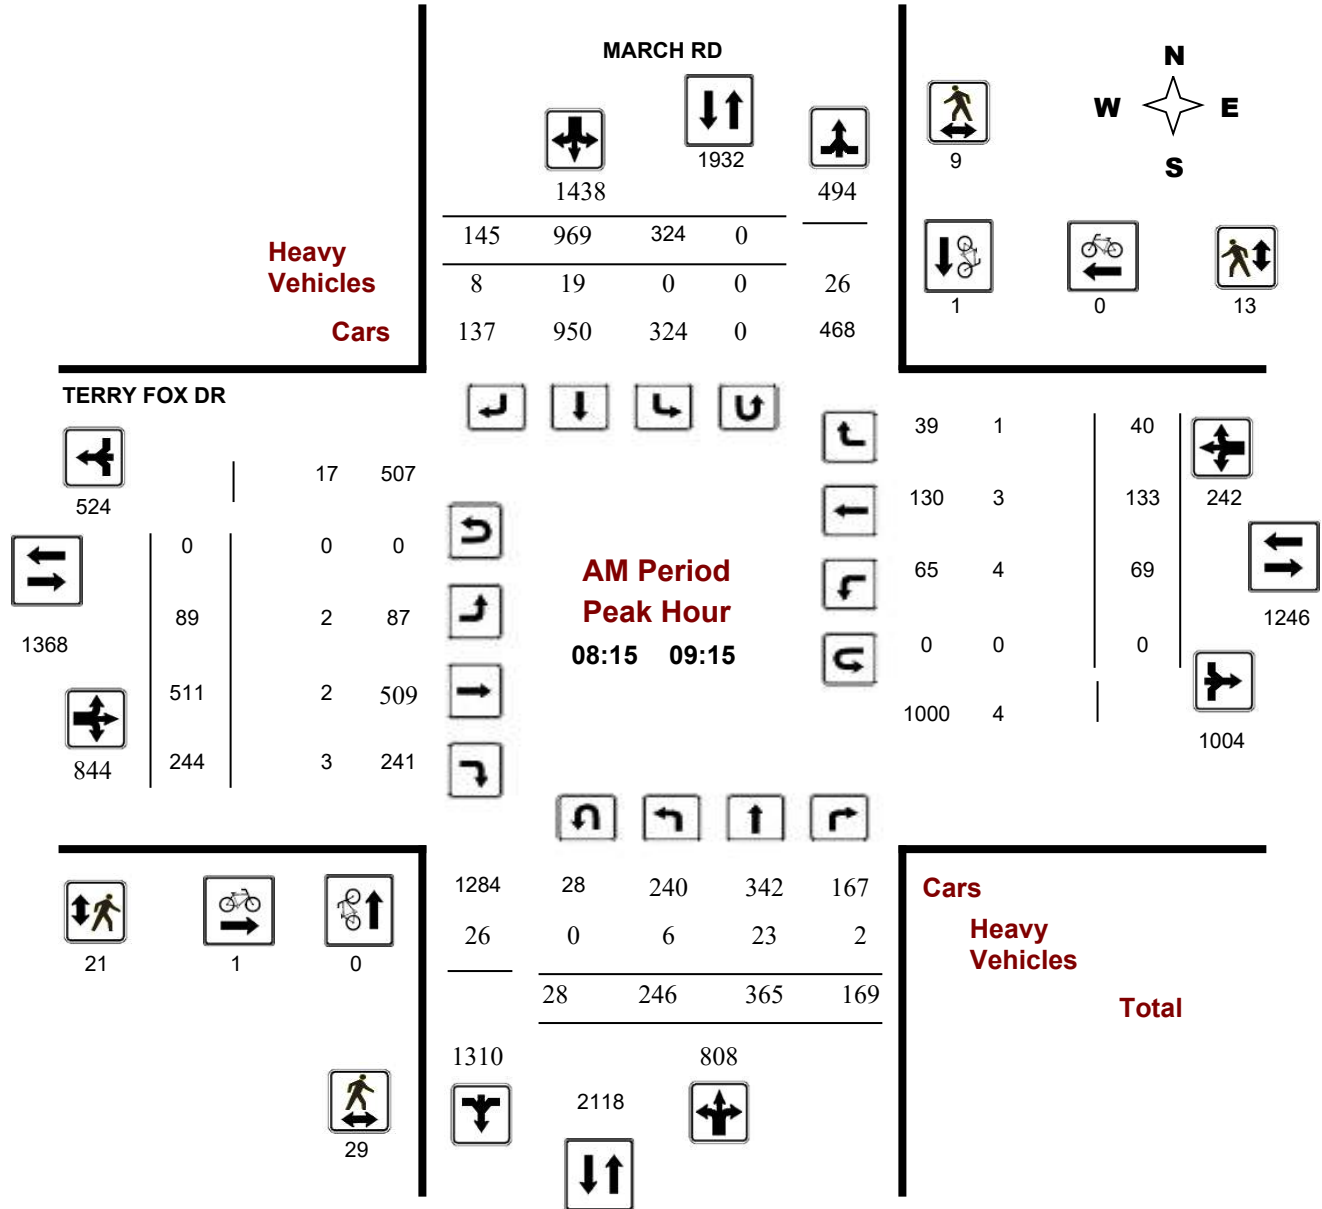 MARCH RD
N
W E
S
1932
9
1438
494
145 969 324 0
Heavy
Vehicles
8 19 0 0 26
1 0 13
Cars
137 950 324 0 468
TERRY FOX DR
39 1 40
17 507
524
130 3 133 242
0 0 0
AM Period
65 4 69
Peak Hour
89 2 87
1246
1368
08:15 09:15
0 0 0
511 2 509
1000 4
1004
844 244 3 241
1284 28 240 342 167
Cars
26 0 6 23 2
Heavy
Vehicles
21 1 0
28 246 365 169
Total
1310 808
2118
29